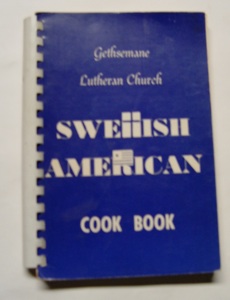 Gethsemane
Lutheran Church
SWEDISH
AMERICAN
COOK BOOK